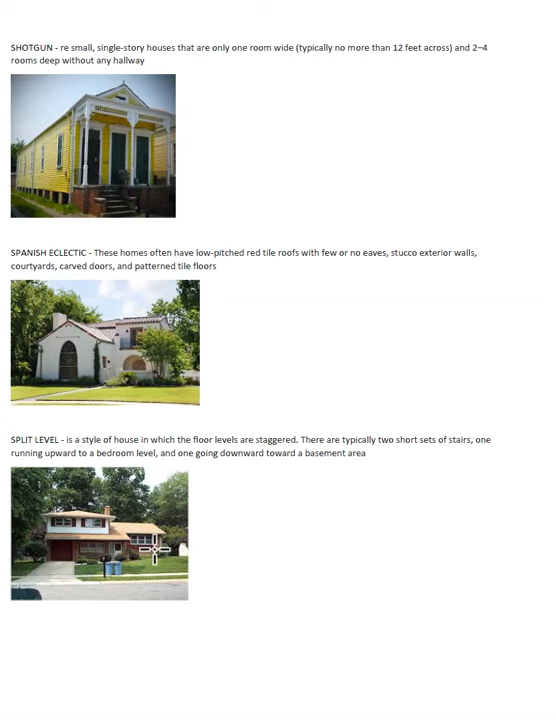 SHOTGUN - re small, single-story houses that are only one room wide (typically no more than 12 feet across) and 2–4
rooms deep without any hallway
SPANISH ECLECTIC - These homes often have low-pitched red tile roofs with few or no eaves, stucco exterior walls,
courtyards, carved doors, and patterned tile floors
SPLIT LEVEL - is a style of house in which the floor levels are staggered. There are typically two short sets of stairs, one
running upward to a bedroom level, and one going downward toward a basement area